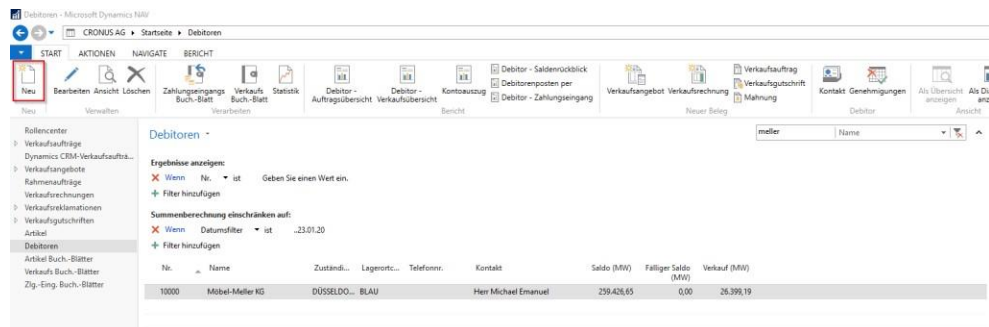 Debitoren - Microsoft Dynamics NAV
CRONUS AG ▸ Startseite ▸ Debitoren
START AKTIONEN NAVIGATE BERICHT
Neu
Bearbeiten Ansicht Löschen
Zahlungseingangs Buch.-Blatt
Verkaufs Buch.-Blatt
Statistik
Debitor - Auftragsübersicht
Debitor - Verkaufsübersicht
Kontoauszug
Debitor - Saldenrückblick
Debitorenposten per
Debitor - Zahlungseingang
Verkaufsangebot Verkaufsrechnung
Verkaufsauftrag
Verkaufsgutschrift
Mahnung
Kontakt Genehmigungen
Als Übersicht anzeigen
Als Di
anz
Neu Verwalten Verarbeiten Bericht Neuer Beleg Debitor Ansicht
Rollencenter
Verkaufsaufträge
Dynamics CRM-Verkaufsaufträ...
Verkaufsangebote
Rahmenaufträge
Verkaufsrechnungen
Verkaufsreklamationen
Verkaufsgutschriften
Artikel
Debitoren
Artikel Buch.-Blätter
Verkaufs Buch.-Blätter
Zlg.-Eing. Buch.-Blätter
Debitoren
meller Name
Ergebnisse anzeigen:
Wenn Nr. ist Geben Sie einen Wert ein.
Filter hinzufügen
Summenberechnung einschränken auf:
Wenn Datumsfilter ist ..23.01.20
Filter hinzufügen
Nr. Name Zuständi... Lagerortc... Telefonnr. Kontakt Saldo (MW) Fälliger Saldo (MW) Verkauf (MW)
10000 Möbel-Meller KG DÜSSELDO... BLAU Herr Michael Emanuel 259.426,65 0,00 26.399,19